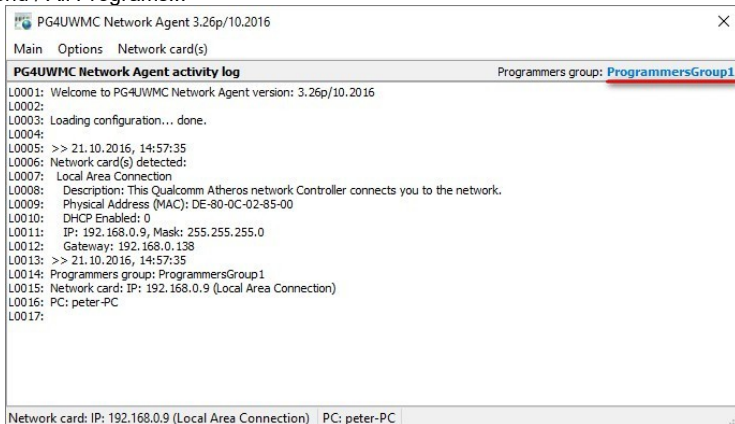 PG4UWMC Network Agent 3.26p/10.2016
Main Options Network card(s)
PG4UWMC Network Agent activity log Programmers group: ProgrammersGroup1
L0001: Welcome to PG4UWMC Network Agent version: 3.26p/10.2016
L0002:
L0003: Loading configuration... done.
L0004:
L0005: >> 21.10.2016, 14:57:35
L0006: Network card(s) detected:
L0007: Local Area Connection
L0008: Description: This Qualcomm Atheros network Controller connects you to the network.
L0009: Physical Address (MAC): DE-80-0C-02-85-00
L0010: DHCP Enabled: 0
L0011: IP: 192.168.0.9, Mask: 255.255.255.0
L0012: Gateway: 192.168.0.138
L0013: >> 21.10.2016, 14:57:35
L0014: Programmers group: ProgrammersGroup1
L0015: Network card: IP: 192.168.0.9 (Local Area Connection)
L0016: PC: peter-PC
L0017:
Network card: IP: 192.168.0.9 (Local Area Connection) PC: peter-PC